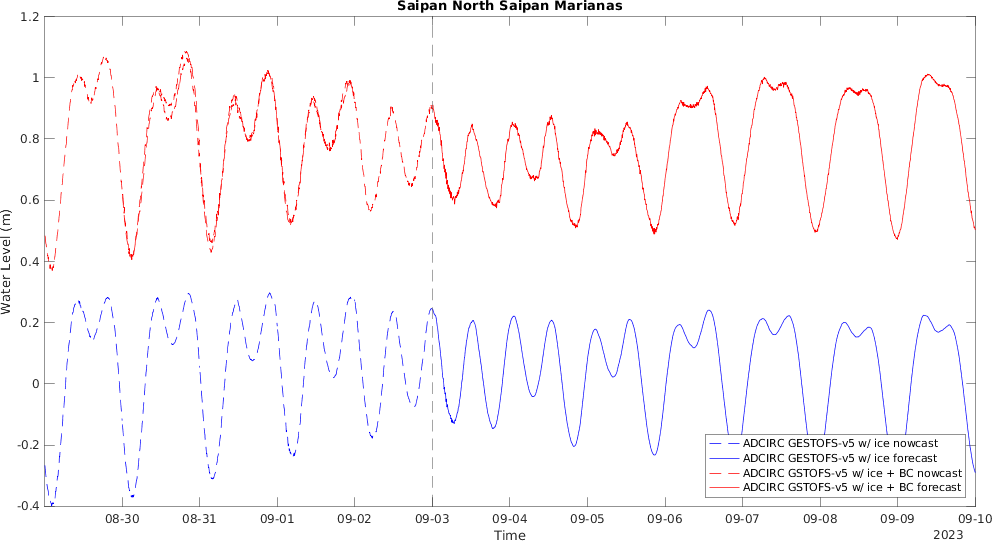 Saipan North Saipan Marianas
1.2
1
0.8
0.6
0.4
0.2
0
-0.2
-0.4
Water Level (m)
ADCIRC GESTOFS-v5 w/ ice nowcast
ADCIRC GESTOFS-v5 w/ ice forecast
ADCIRC GSTOFS-v5 w/ ice + BC nowcast
ADCIRC GSTOFS-v5 w/ ice + BC forecast
08-30 08-31 09-01 09-02 09-03 09-04 09-05 09-06 09-07 09-08 09-09 09-10
Time
2023